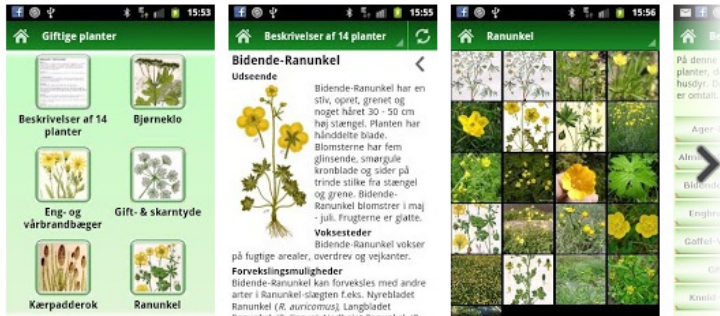 15:53
Giftige planter
Beskrivelser af 14
planter
Bjørneklo
Eng- og
vårbrandbæger
Gift- & skarntyde
Kærpadderok
Ranunkel
15:55
Beskrivelser af 14 planter
Bidende-Ranunkel
Udseende
Bidende-Ranunkel har en
stiv, opret, grenet og
noget håret 30 - 50 cm
høj stængel. Planten har
hånddelte blade.
Blomsterne har fem
glinsende, smørgule
kronblade og sider på
trinde stilke fra stængel
og grene. Bidende-
Ranunkel blomstrer i maj
- juli. Frugterne er glatte.
Voksesteder
Bidende-Ranunkel vokser
på fugtige arealer, overdrev og vejkanter.
Forvekslingsmuligheder
Bidende-Ranunkel kan forveksles med andre
arter i Ranunkel-slægten f.eks. Nyrebladet
Ranunkel (R. auricomus), Langbladet
15:56
Ranunkel
Be
På denne
planter, d
husdyr. D
er omtalt.
Ager-
Alm
Bidend
Engbr
Gaffel-
Knold